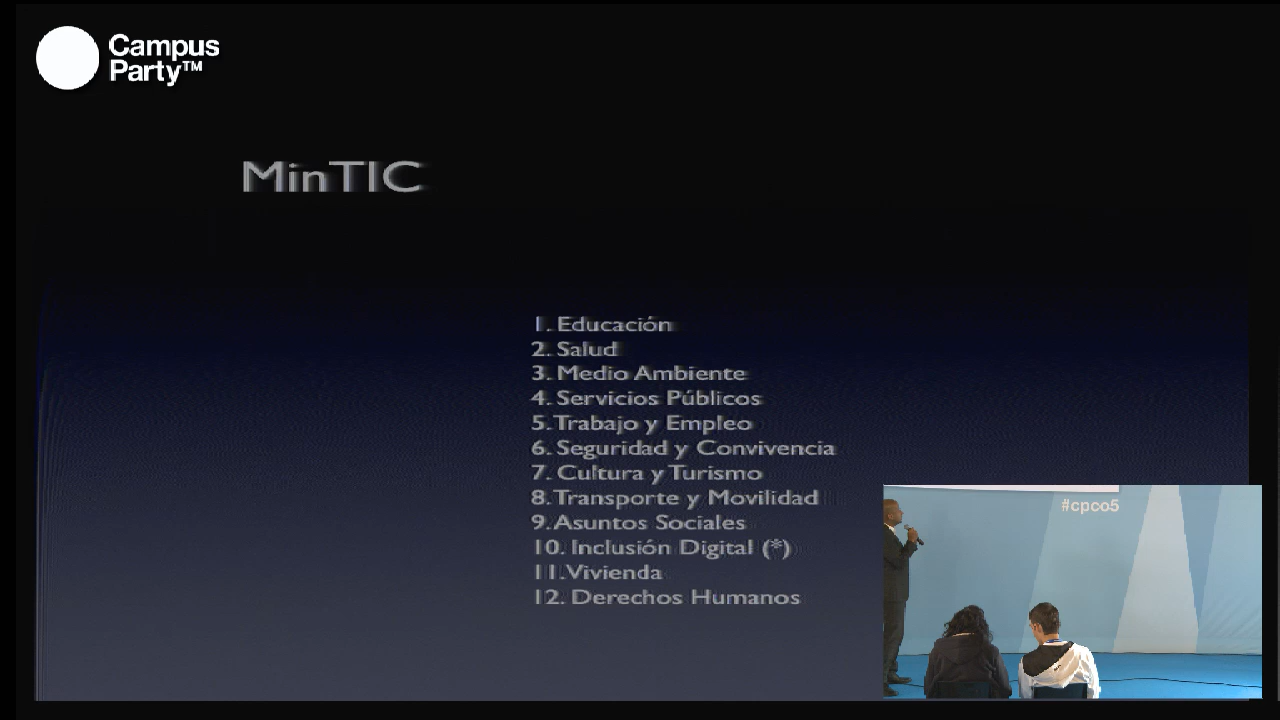 Campus
Party™
MinTIC
1. Educación
2. Salud
3. Medio Ambiente
4. Servicios Públicos
5. Trabajo y Empleo
6. Seguridad y Convivencia
7. Cultura y Turismo
8. Transporte y Movilidad
9. Asuntos Sociales
10. Inclusión Digital (*)
11. Vivienda
12. Derechos Humanos
#cpco5